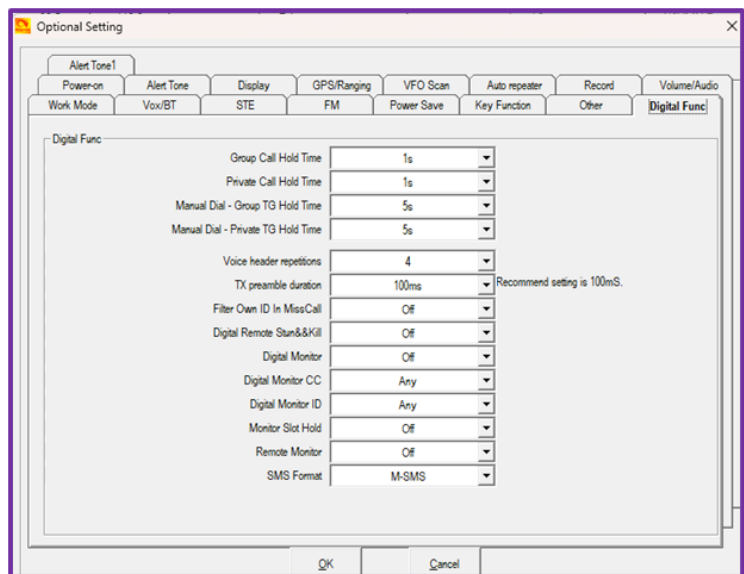 Optional Setting
Alert Tone1
Power-on Alert Tone Display GPS/Ranging VFO Scan Auto repeater Record Volume/Audio
Work Mode Vox/BT STE FM Power Save Key Function Other Digital Func
Digital Func
Group Call Hold Time 1s
Private Call Hold Time 1s
Manual Dial - Group TG Hold Time 5s
Manual Dial - Private TG Hold Time 5s
Voice header repetitions 4
TX preamble duration 100ms Recommend setting is 100mS.
Filter Own ID In MissCall Off
Digital Remote Stun&&Kill Off
Digital Monitor Off
Digital Monitor CC Any
Digital Monitor ID Any
Monitor Slot Hold Off
Remote Monitor Off
SMS Format M-SMS
OK Cancel